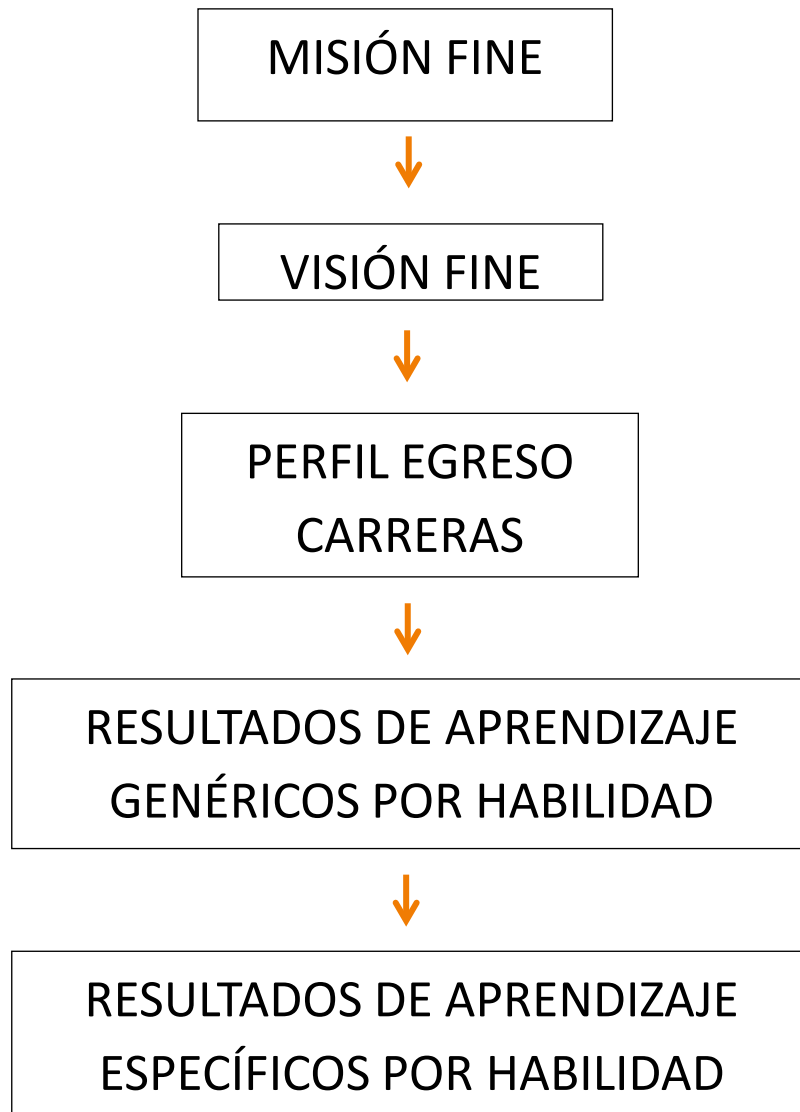 MISIÓN FINE
VISIÓN FINE
PERFIL EGRESO
CARRERAS
RESULTADOS DE APRENDIZAJE
GENÉRICOS POR HABILIDAD
RESULTADOS DE APRENDIZAJE
ESPECÍFICOS POR HABILIDAD